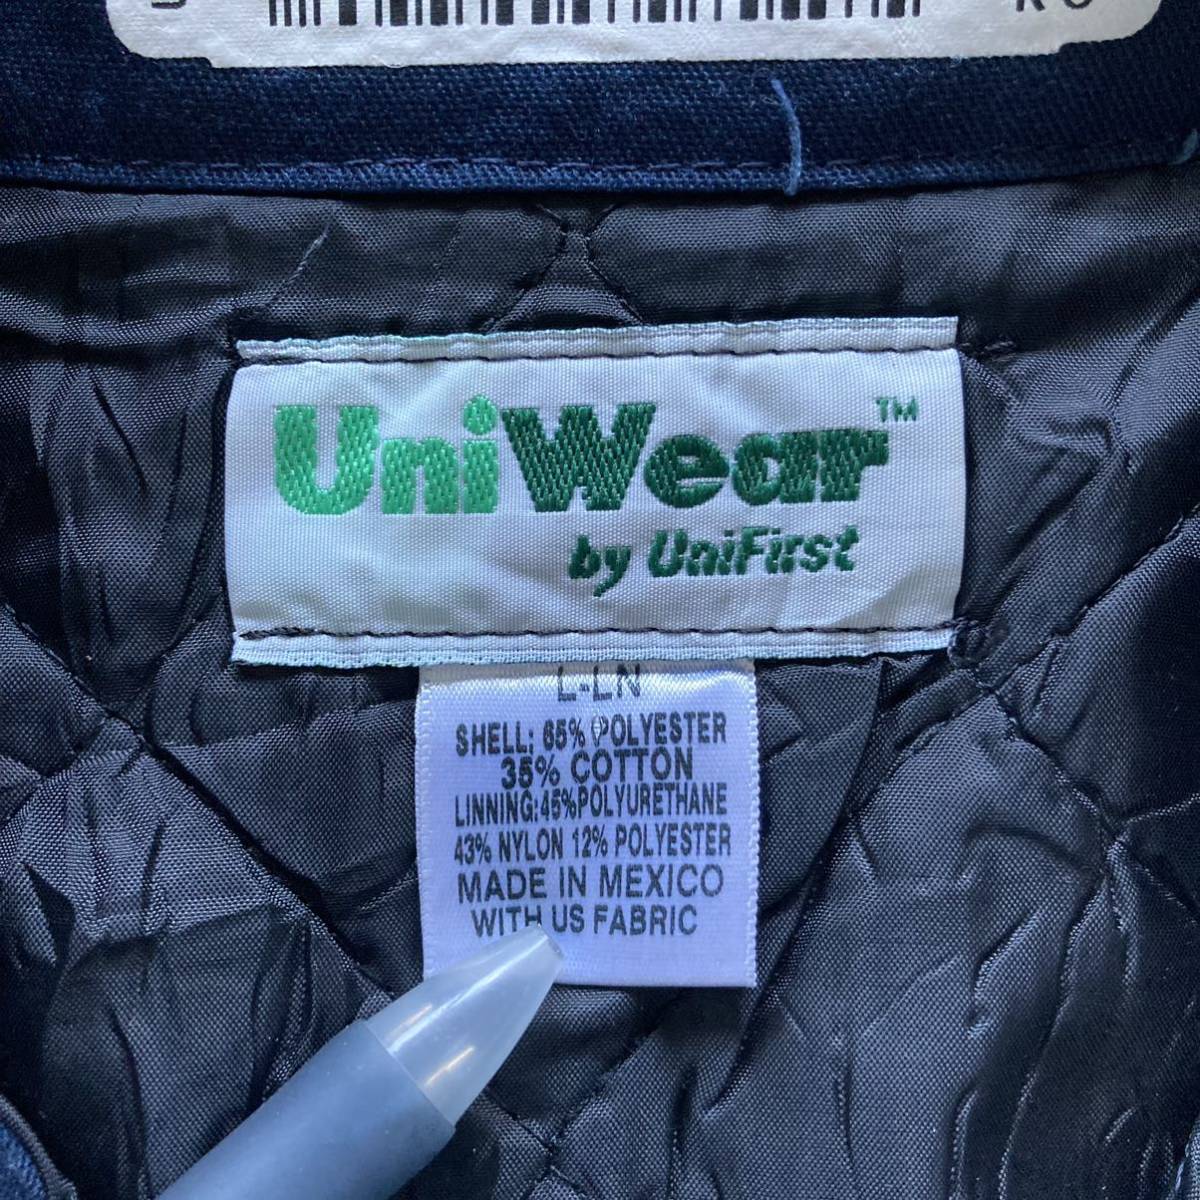 UniWear™
by UniFirst
L-LN
SHELL: 65% POLYESTER
35% COTTON
LINNING:45%POLYURETHANE
43% NYLON 12% POLYESTER
MADE IN MEXICO
WITH US FABRIC